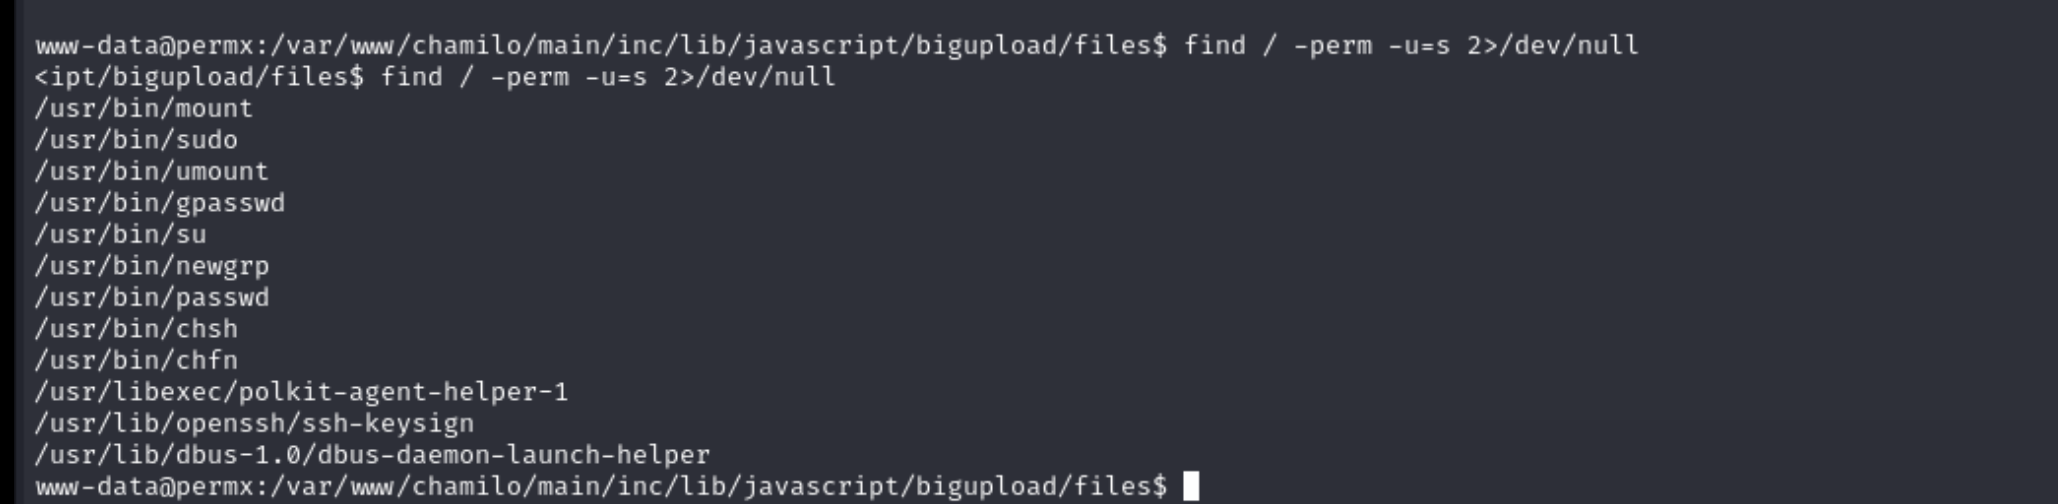 www-data@permx:/var/www/chamilo/main/inc/lib/javascript/bigupload/files$ find / -perm -u=s 2>/dev/null
<ipt/bigupload/files$ find / -perm -u=s 2>/dev/null
/usr/bin/mount
/usr/bin/sudo
/usr/bin/umount
/usr/bin/gpasswd
/usr/bin/su
/usr/bin/newgrp
/usr/bin/passwd
/usr/bin/chsh
/usr/bin/chfn
/usr/libexec/polkit-agent-helper-1
/usr/lib/openssh/ssh-keysign
/usr/lib/dbus-1.0/dbus-daemon-launch-helper
www-data@permx:/var/www/chamilo/main/inc/lib/javascript/bigupload/files$